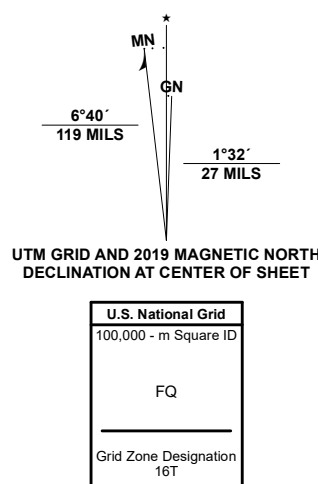 ★
MN
GN
6°40´
119 MILS
1°32´
27 MILS
UTM GRID AND 2019 MAGNETIC NORTH
DECLINATION AT CENTER OF SHEET
U.S. National Grid
100,000 - m Square ID
FQ
Grid Zone Designation
16T